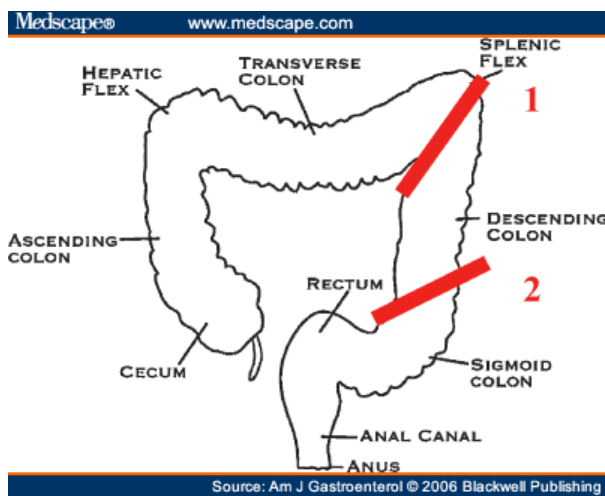 Medscape® www.medscape.com
SPLENIC
FLEX
TRANSVERSE
COLON
HEPATIC
FLEX
1
DESCENDING
COLON
ASCENDING
COLON
RECTUM
2
CECUM
SIGMOID
COLON
ANAL CANAL
ANUS
Source: Am J Gastroenterol © 2006 Blackwell Publishing